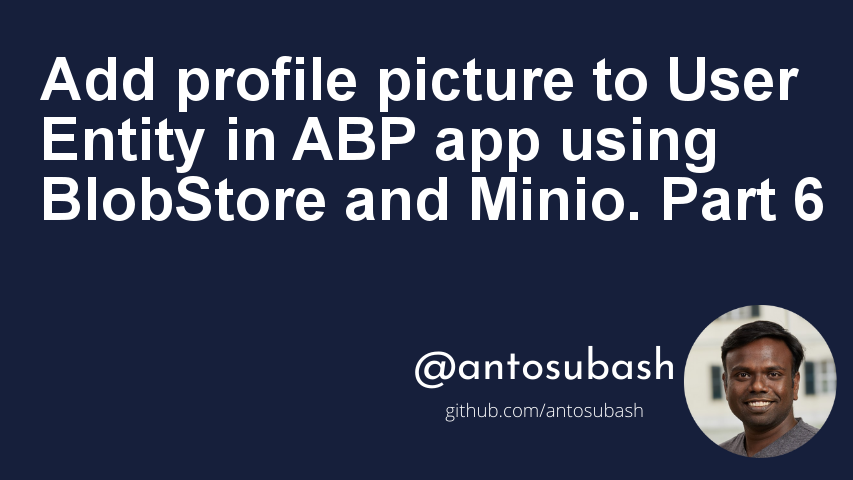 Add profile picture to User
Entity in ABP app using
BlobStore and Minio. Part 6
@antosubash
github.com/antosubash